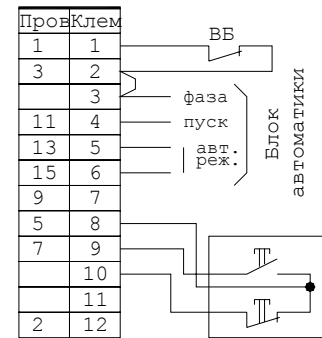 Пров Клем
1 1
3 2
3
11 4
13 5
15 6
9 7
5 8
7 9
10
11
2 12
ВБ
фаза
пуск
авт.
реж.
Блок
автоматики